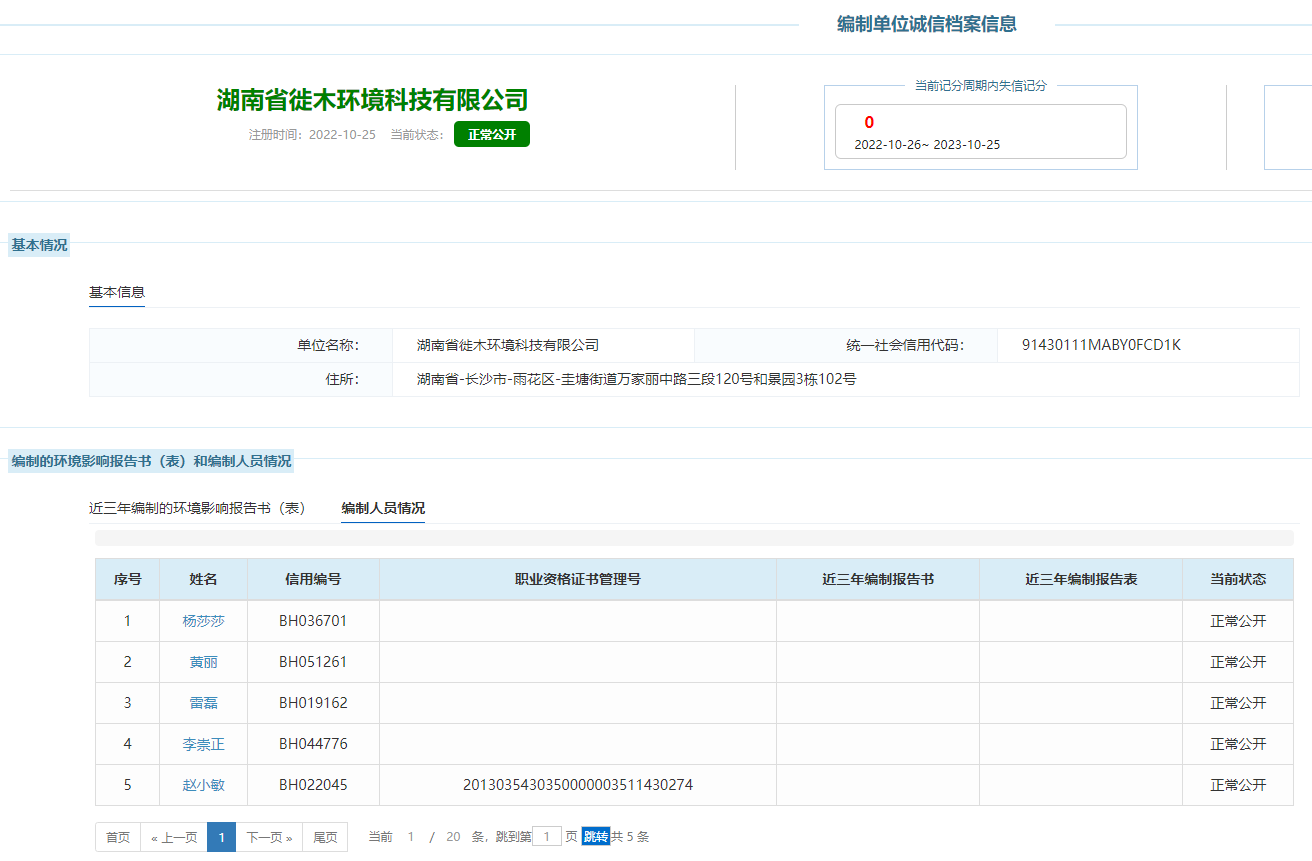 编制单位诚信档案信息
湖南省徙木环境科技有限公司
注册时间：2022-10-25 当前状态： 正常公开
当前记分周期内失信记分
0
2022-10-26~ 2023-10-25
基本情况
基本信息
单位名称： 湖南省徙木环境科技有限公司 统一社会信用代码： 91430111MABY0FCD1K
住所： 湖南省-长沙市-雨花区-圭塘街道万家丽中路三段120号和景园3栋102号
编制的环境影响报告书（表）和编制人员情况
近三年编制的环境影响报告书（表） 编制人员情况
序号 姓名 信用编号 职业资格证书管理号 近三年编制报告书 近三年编制报告表 当前状态
1 杨莎莎 BH036701 正常公开
2 黄丽 BH051261 正常公开
3 雷磊 BH019162 正常公开
4 李崇正 BH044776 正常公开
5 赵小敏 BH022045 2013035430350000003511430274 正常公开
首页 « 上一页 1 下一页 » 尾页 当前 1 / 20 条，跳到第 1 页 跳转 共 5 条